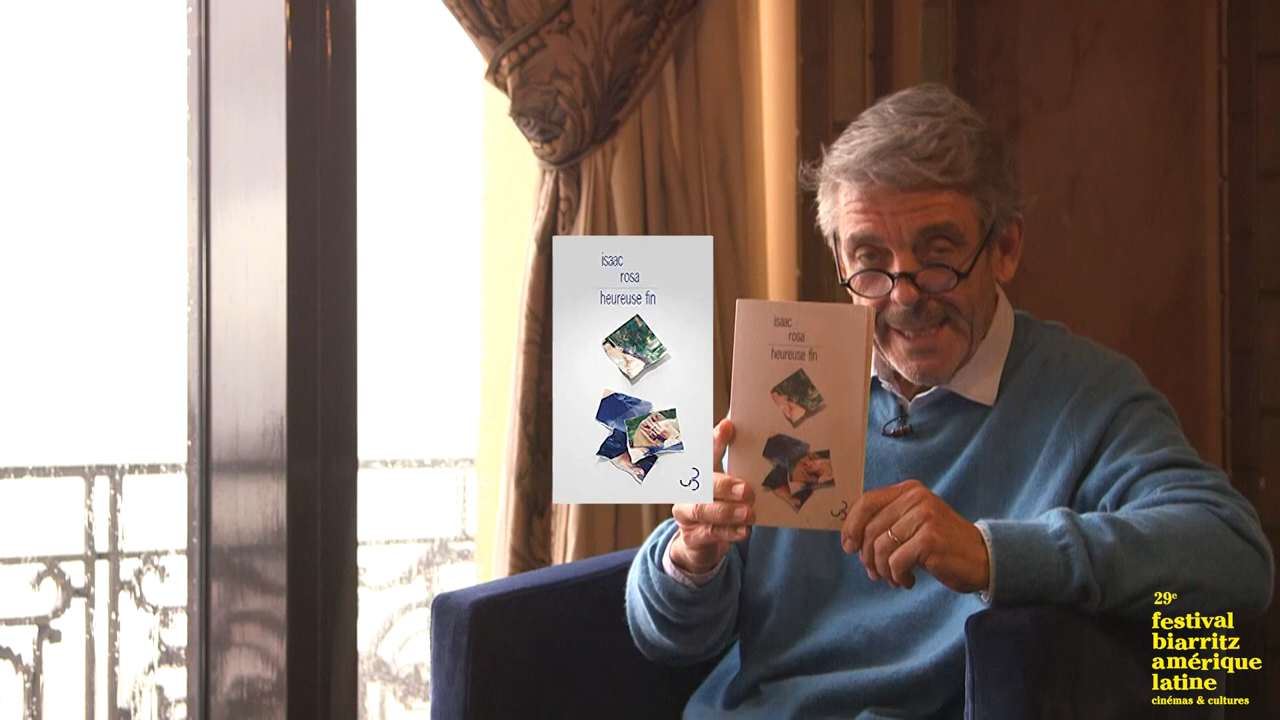 isaac
rosa
heureuse fin
isaac
rosa
heureuse fin
29e
festival
biarritz
amérique
latine
cinémas & cultures